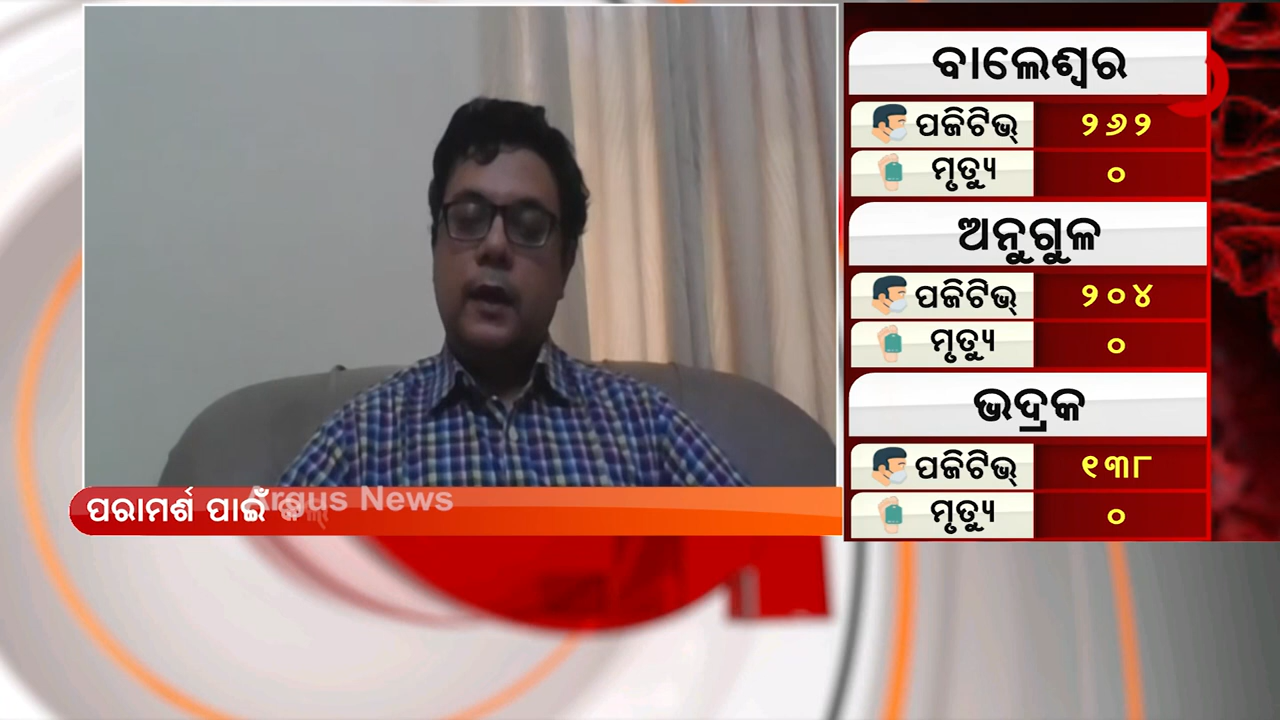 ପରାମର୍ଶ ପାଇଁ
Argus News
ବାଲେଶ୍ୱର
ପଜିଟିଭ୍ ୨୬୨
ମୃତ୍ୟୁ ୦
ଅନୁଗୁଳ
ପଜିଟିଭ୍ ୨୦୪
ମୃତ୍ୟୁ ୦
ଭଦ୍ରକ
ପଜିଟିଭ୍ ୧୩୮
ମୃତ୍ୟୁ ୦